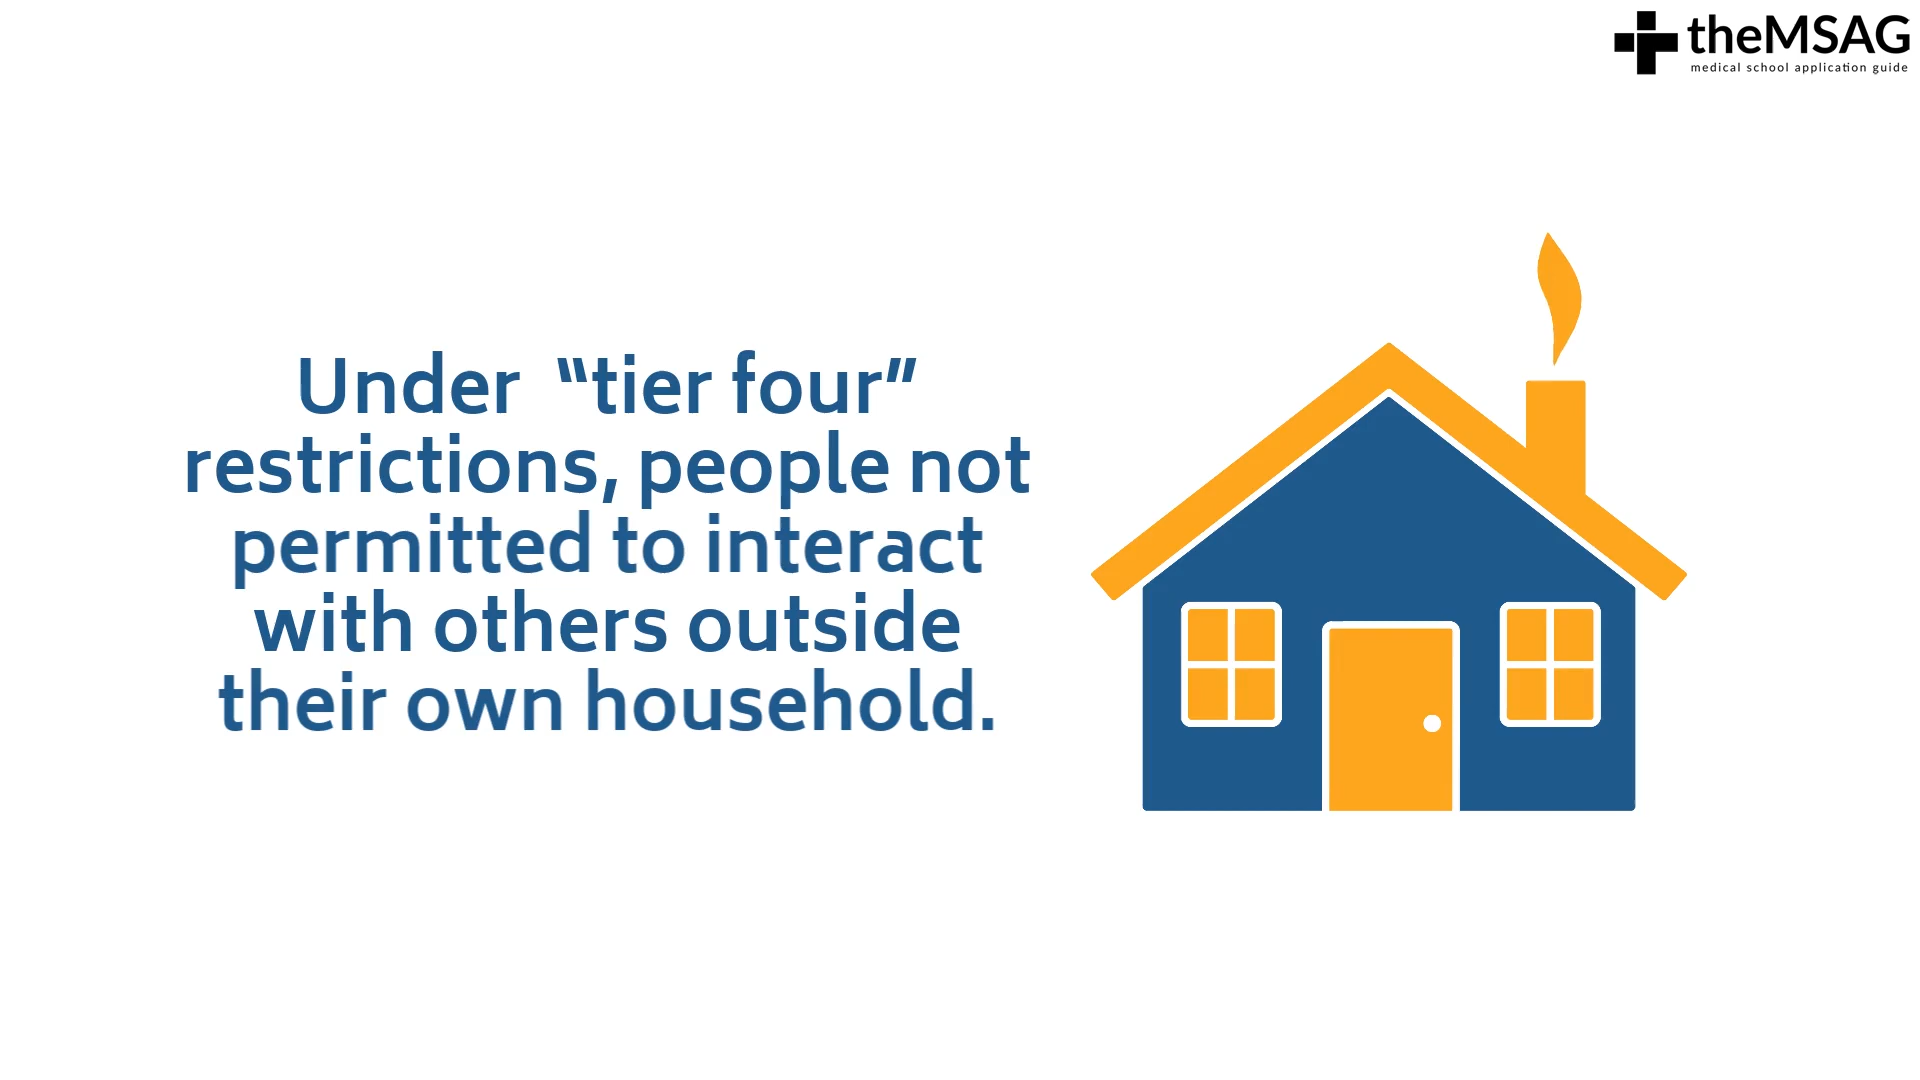 theMSAG
medical school application guide
Under “tier four”
restrictions, people not
permitted to interact
with others outside
their own household.